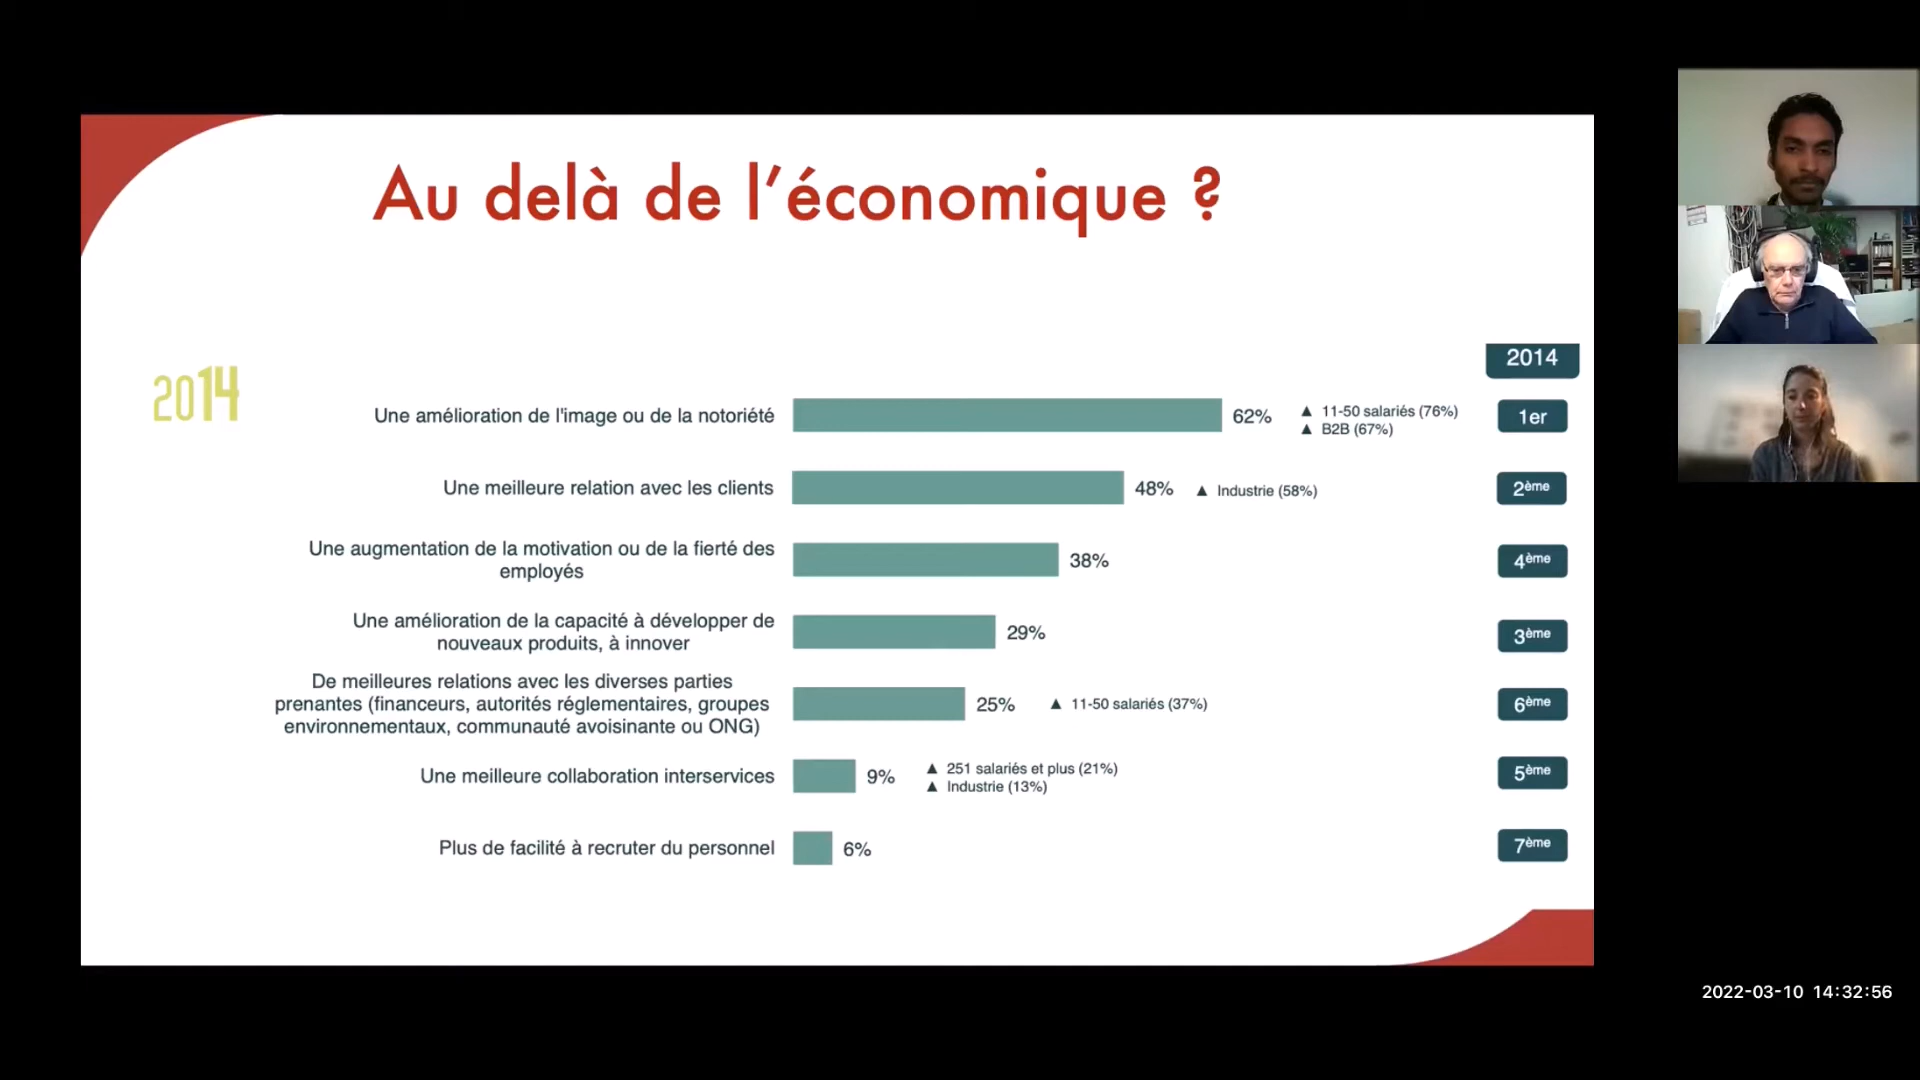 Au delà de l'économique ?
2014
2014
Une amélioration de l'image ou de la notoriété
62%
▲ 11-50 salariés (76%)
▲ B2B (67%)
1er
Une meilleure relation avec les clients
48%
▲ Industrie (58%)
2ème
Une augmentation de la motivation ou de la fierté des
employés
38%
4ème
Une amélioration de la capacité à développer de
nouveaux produits, à innover
29%
3ème
De meilleures relations avec les diverses parties
prenantes (financeurs, autorités réglementaires, groupes
environnementaux, communauté avoisinante ou ONG)
25%
▲ 11-50 salariés (37%)
6ème
Une meilleure collaboration interservices
9%
▲ 251 salariés et plus (21%)
▲ Industrie (13%)
5ème
Plus de facilité à recruter du personnel
6%
7ème
2022-03-10 14:32:56